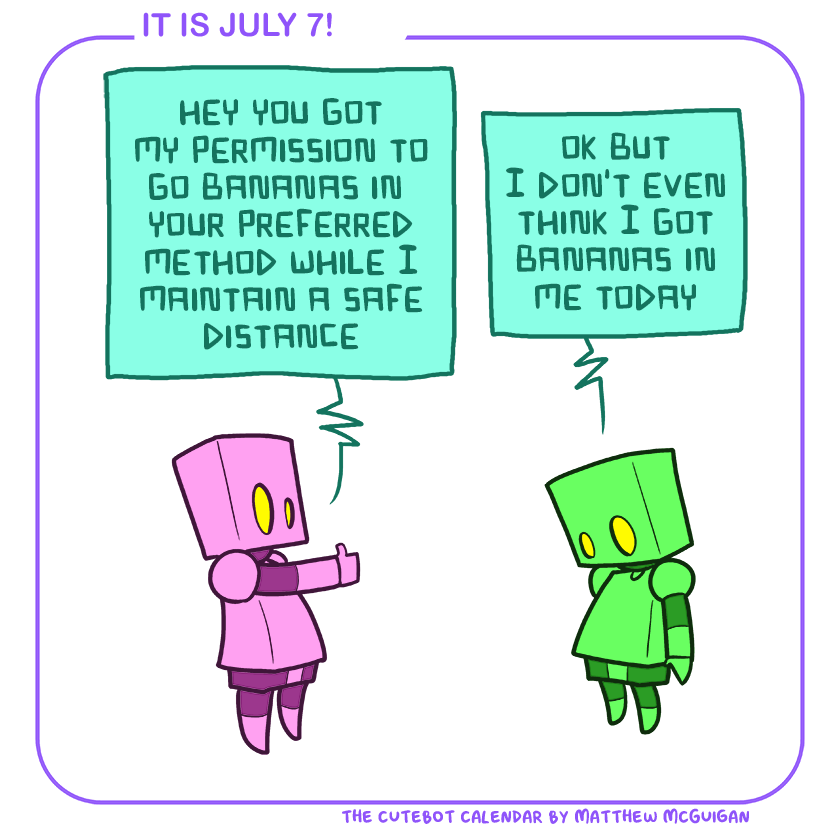 IT IS JULY 7!
HEY YOU GOT
MY PERMISSION TO
GO BANANAS IN
YOUR PREFERRED
METHOD WHILE I
MAINTAIN A SAFE
DISTANCE
OK BUT
I DON'T EVEN
THINK I GOT
BANANAS IN
ME TODAY
THE CUTEBOT CALENDAR BY MATTHEW MCGUIGAN